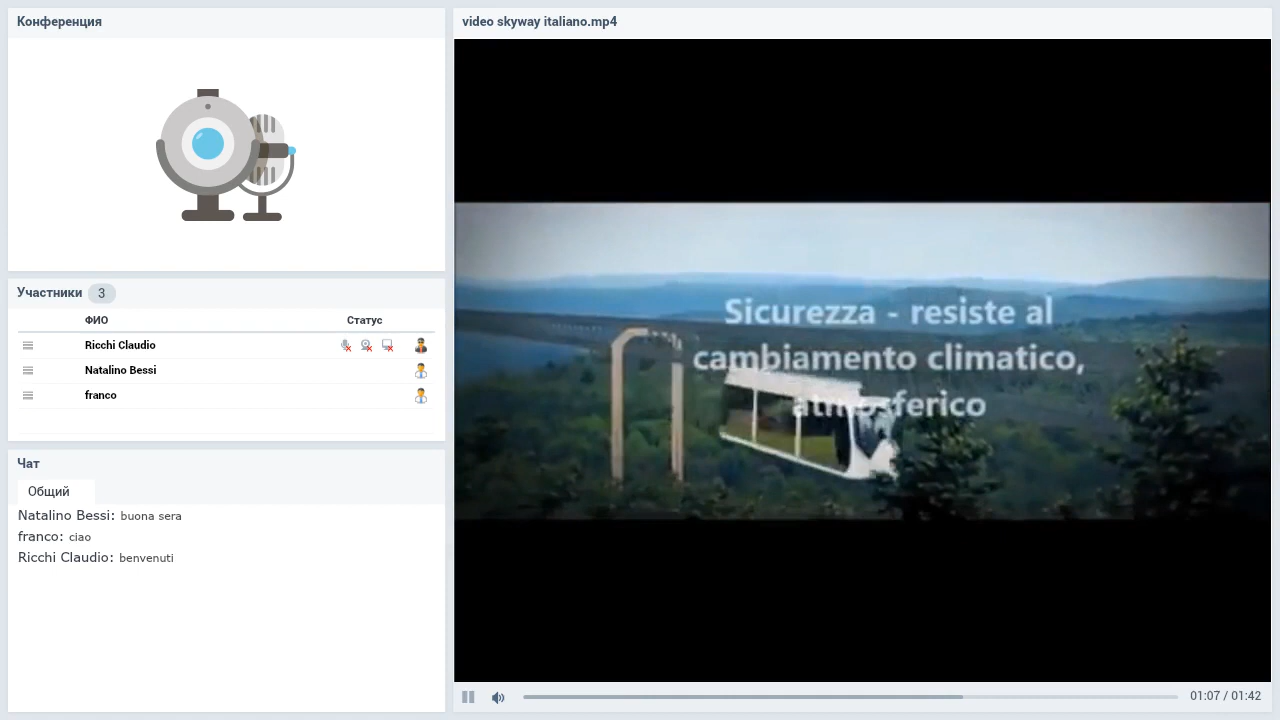 Конференция
Участники 3
ФИО Статус
Ricchi Claudio
Natalino Bessi
franco
Чат
Общий
Natalino Bessi: buona sera
franco: ciao
Ricchi Claudio: benvenuti
video skyway italiano.mp4
Sicurezza - resiste al
cambiamento climatico,
atmosferico
01:07 / 01:42